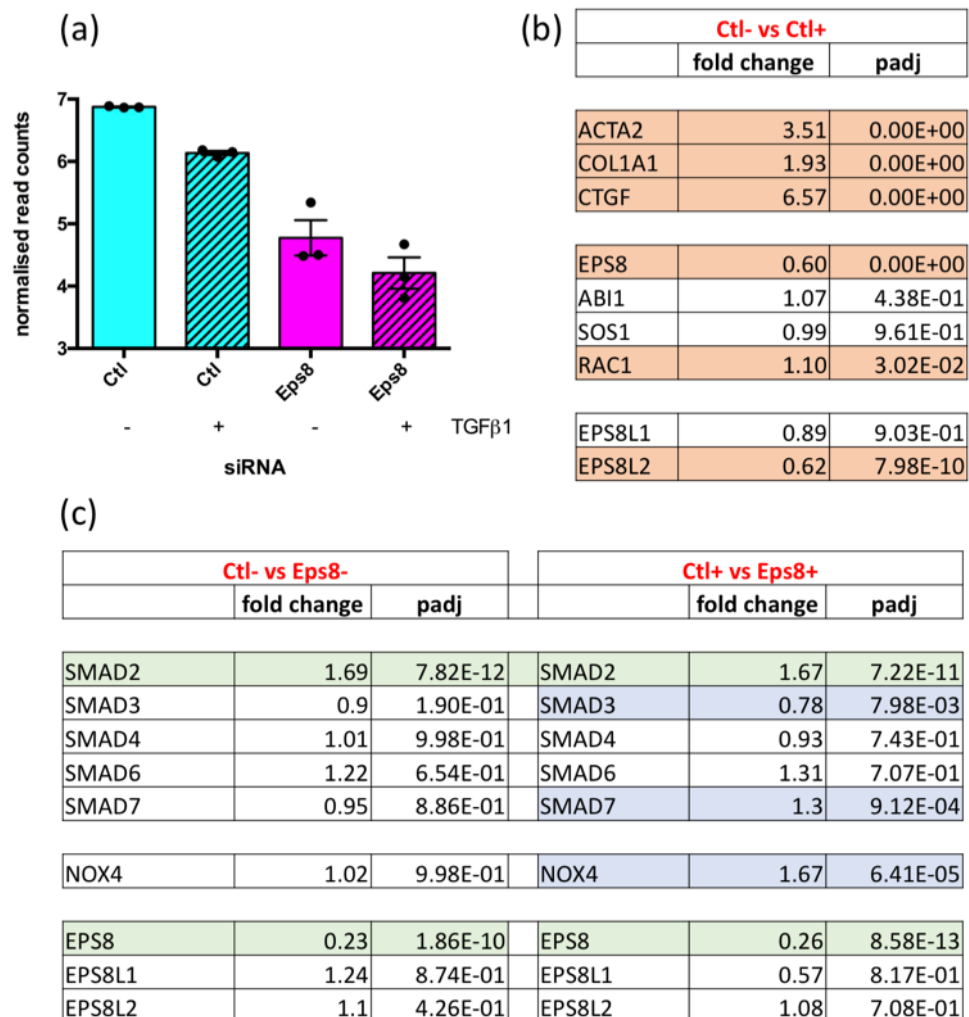 (a)
normalised read counts
7
6
5
4
3
Ctl Ctl Eps8 Eps8
- + - + TGFβ1
siRNA
(b)
Ctl- vs Ctl+
fold change padj
ACTA2 3.51 0.00E+00
COL1A1 1.93 0.00E+00
CTGF 6.57 0.00E+00
EPS8 0.60 0.00E+00
ABI1 1.07 4.38E-01
SOS1 0.99 9.61E-01
RAC1 1.10 3.02E-02
EPS8L1 0.89 9.03E-01
EPS8L2 0.62 7.98E-10
(c)
Ctl- vs Eps8- Ctl+ vs Eps8+
fold change padj fold change padj
SMAD2 1.69 7.82E-12 SMAD2 1.67 7.22E-11
SMAD3 0.9 1.90E-01 SMAD3 0.78 7.98E-03
SMAD4 1.01 9.98E-01 SMAD4 0.93 7.43E-01
SMAD6 1.22 6.54E-01 SMAD6 1.31 7.07E-01
SMAD7 0.95 8.86E-01 SMAD7 1.3 9.12E-04
NOX4 1.02 9.98E-01 NOX4 1.67 6.41E-05
EPS8 0.23 1.86E-10 EPS8 0.26 8.58E-13
EPS8L1 1.24 8.74E-01 EPS8L1 0.57 8.17E-01
EPS8L2 1.1 4.26E-01 EPS8L2 1.08 7.08E-01